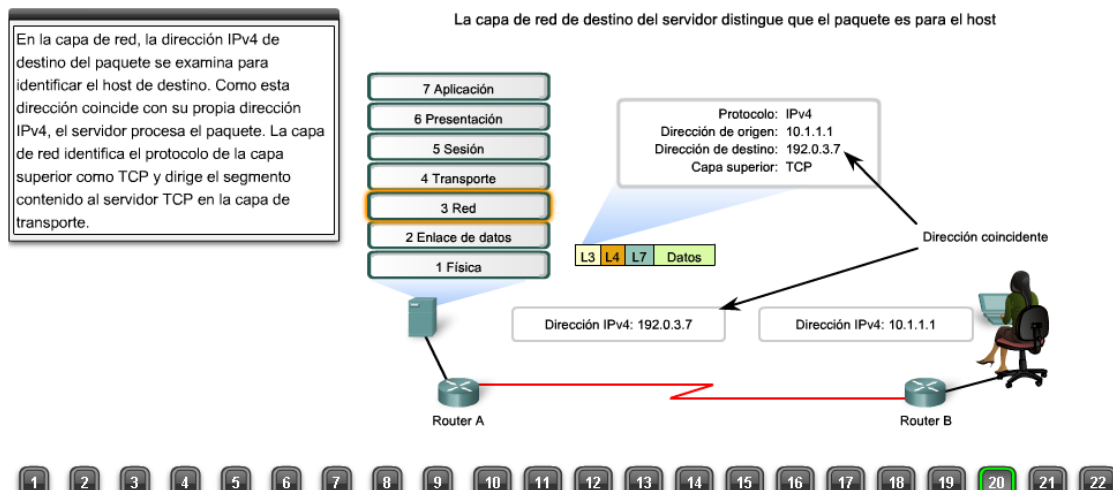 La capa de red de destino del servidor distingue que el paquete es para el host
En la capa de red, la dirección IPv4 de
destino del paquete se examina para
identificar el host de destino. Como esta
dirección coincide con su propia dirección
IPv4, el servidor procesa el paquete. La capa
de red identifica el protocolo de la capa
superior como TCP y dirige el segmento
contenido al servidor TCP en la capa de
transporte.
7 Aplicación
6 Presentación
5 Sesión
4 Transporte
3 Red
2 Enlace de datos
1 Física
Protocolo: IPv4
Dirección de origen: 10.1.1.1
Dirección de destino: 192.0.3.7
Capa superior: TCP
L3 L4 L7 Datos
Dirección coincidente
Dirección IPv4: 192.0.3.7
Dirección IPv4: 10.1.1.1
Router A
Router B
1 2 3 4 5 6 7 8 9 10 11 12 13 14 15 16 17 18 19 20 21 22